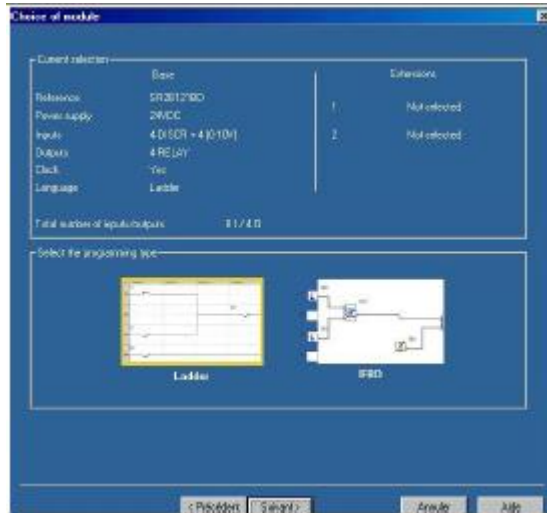 Choice of module
Current selection
Base
Extensions
Reference SR2B121BD
Power supply 24VDC
1 Not selected
Inputs 4 DISCR + 4 (0-10V)
Outputs 4 RELAY
2 Not selected
Clock Yes
Language Ladder
Total number of inputs/outputs 8 I / 4 O
Select the programming type
Ladder
FBD
< Précédent
Suivant >
Annuler
Aide